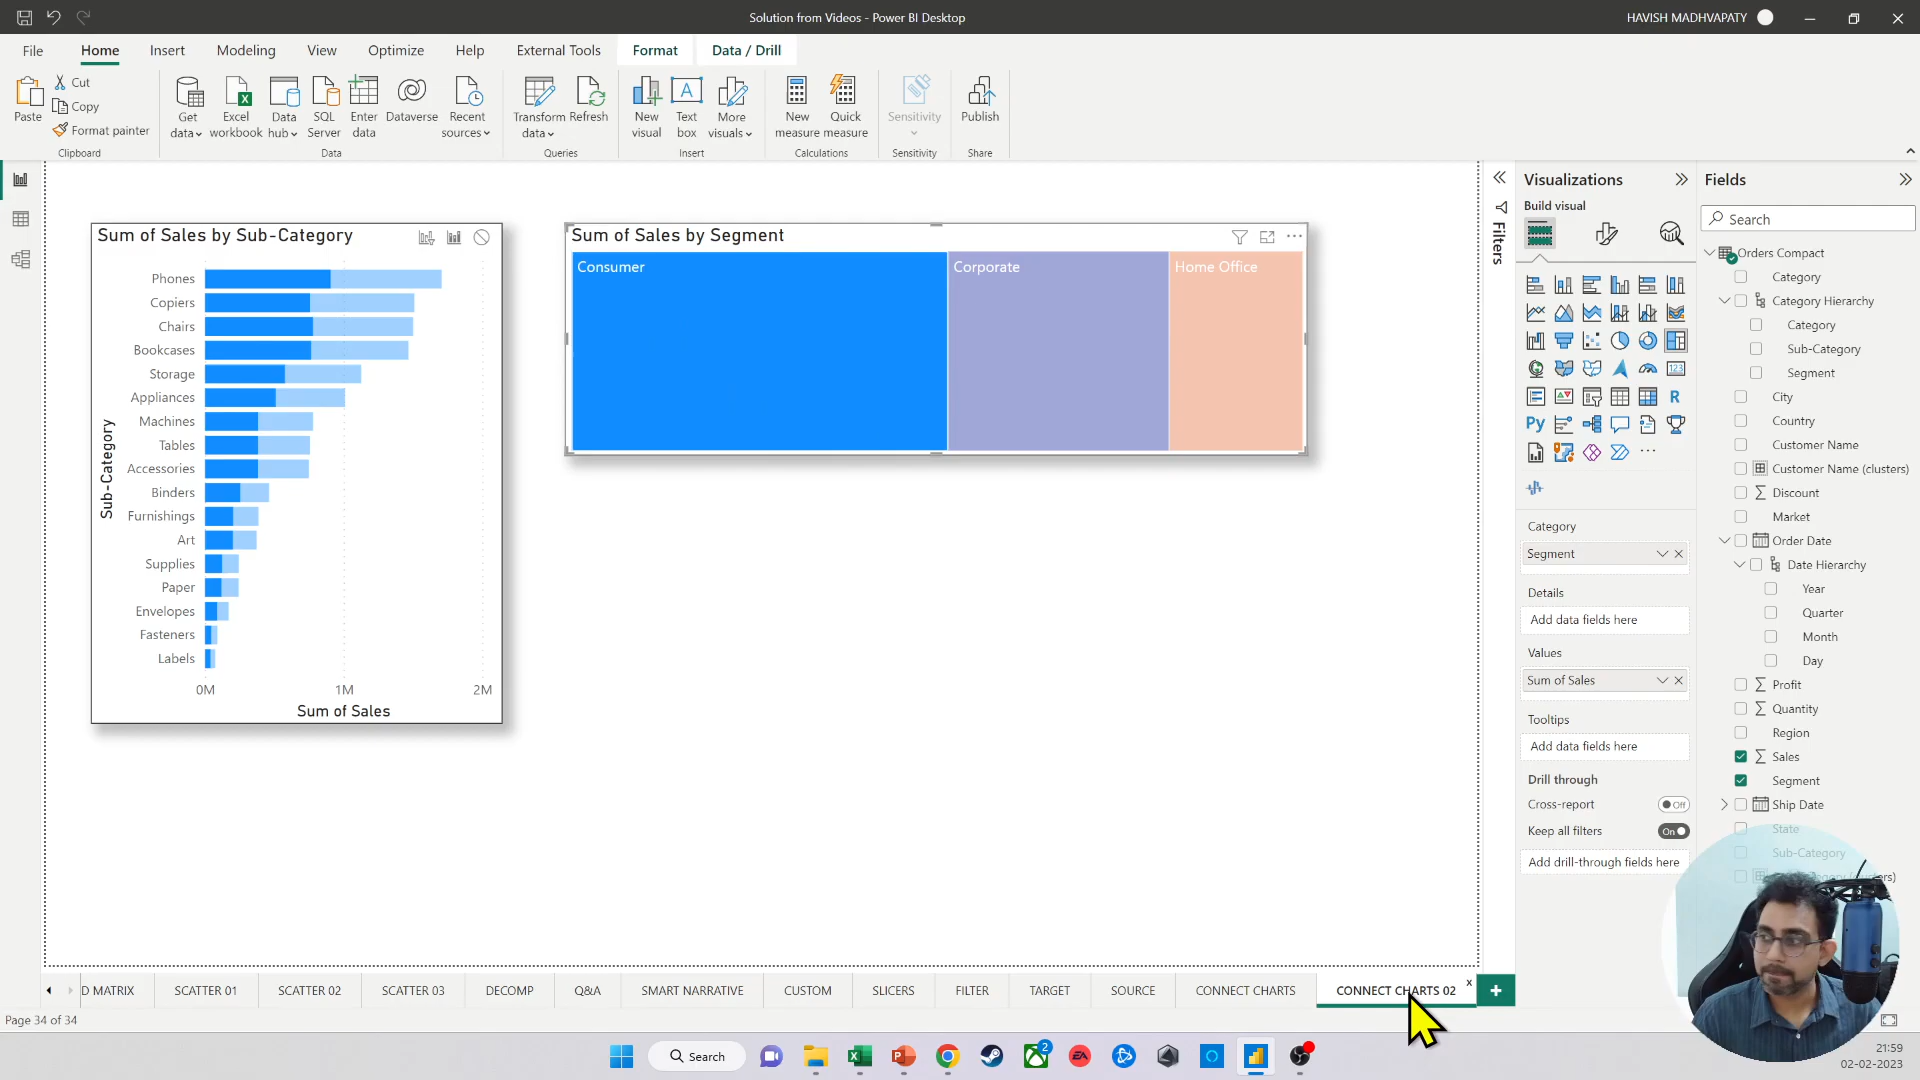 Solution from Videos - Power BI Desktop
HAVISH MADHVAPATY
File
Home
Insert
Modeling
View
Optimize
Help
External Tools
Format
Data / Drill
Paste
Cut
Copy
Format painter
Clipboard
Get data
Excel workbook
Data hub
SQL Server
Enter data
Dataverse
Recent sources
Data
Transform data
Refresh
Queries
New visual
Text box
More visuals
Insert
New measure
Quick measure
Calculations
Sensitivity
Sensitivity
Publish
Share
Sum of Sales by Sub-Category
Sub-Category
Phones
Copiers
Chairs
Bookcases
Storage
Appliances
Machines
Tables
Accessories
Binders
Furnishings
Art
Supplies
Paper
Envelopes
Fasteners
Labels
0M
1M
2M
Sum of Sales
Sum of Sales by Segment
Consumer
Corporate
Home Office
Filters
Visualizations
Build visual
123
R
Py
Category
Segment
Details
Add data fields here
Values
Sum of Sales
Tooltips
Add data fields here
Drill through
Cross-report
Off
Keep all filters
On
Add drill-through fields here
Fields
Search
Orders Compact
Category
Category Hierarchy
Category
Sub-Category
Segment
City
Country
Customer Name
Customer Name (clusters)
Discount
Market
Order Date
Date Hierarchy
Year
Quarter
Month
Day
Profit
Quantity
Region
Sales
Segment
Ship Date
State
Sub-Category
D MATRIX
SCATTER 01
SCATTER 02
SCATTER 03
DECOMP
Q&A
SMART NARRATIVE
CUSTOM
SLICERS
FILTER
TARGET
SOURCE
CONNECT CHARTS
CONNECT CHARTS 02
Page 34 of 34
Search
2
EA
21:59
02-02-2023